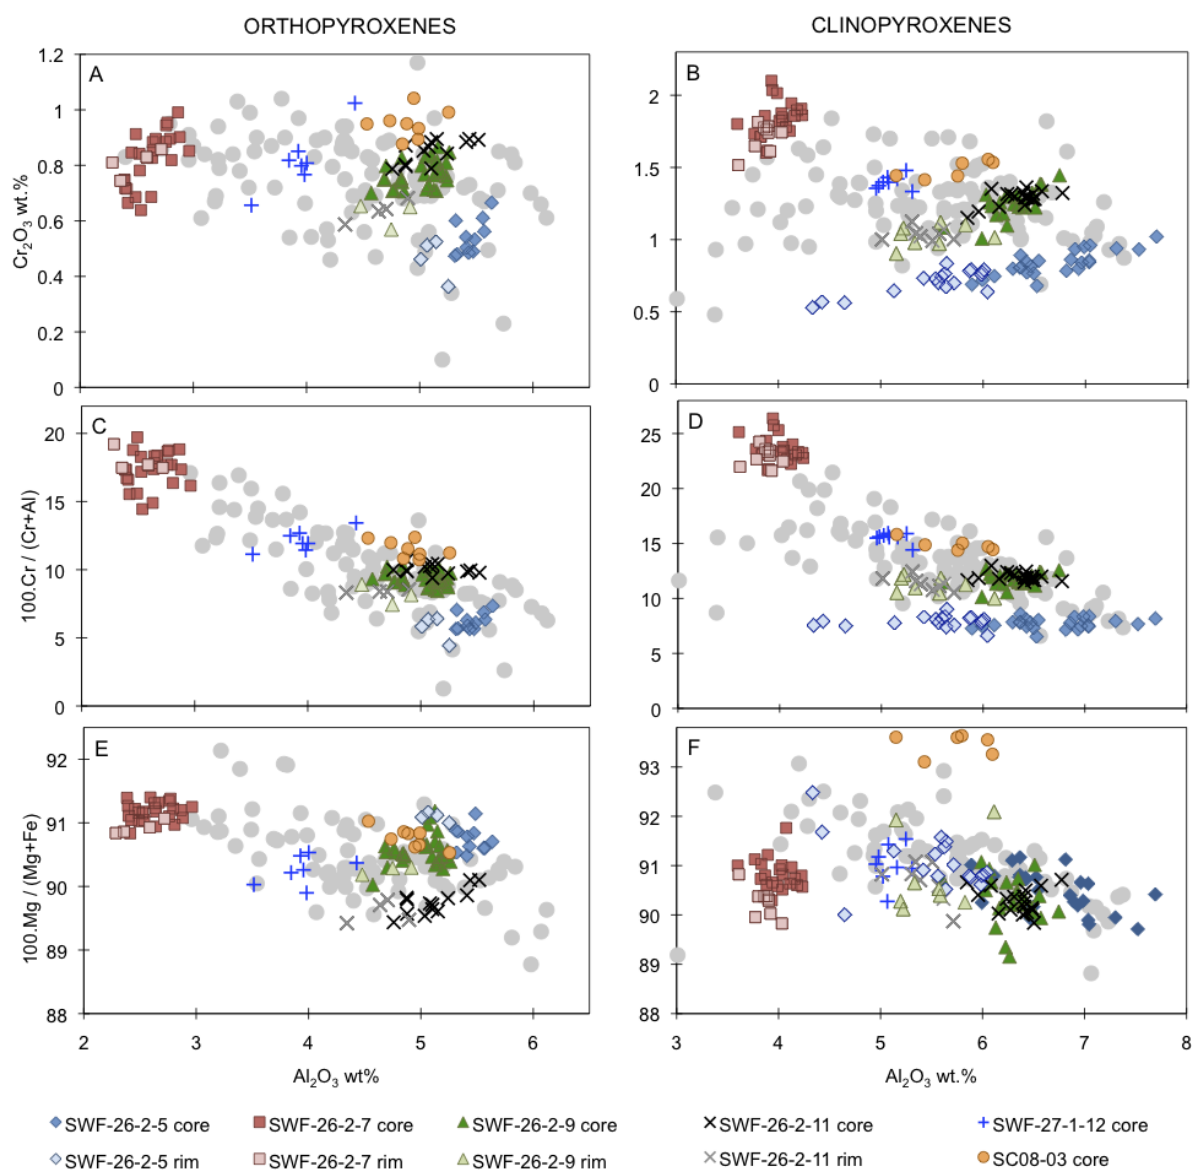 ORTHOPYROXENES
CLINOPYROXENES
A
Cr₂O₃ wt.%
1.2
1
0.8
0.6
0.4
0.2
0
B
2
1.5
1
0.5
0
C
100.Cr / (Cr+Al)
20
15
10
5
0
D
25
20
15
10
5
0
E
100.Mg / (Mg+Fe)
92
91
90
89
88
2 3 4 5 6
Al₂O₃ wt%
F
93
92
91
90
89
88
3 4 5 6 7 8
Al₂O₃ wt.%
SWF-26-2-5 core SWF-26-2-7 core SWF-26-2-9 core SWF-26-2-11 core SWF-27-1-12 core
SWF-26-2-5 rim SWF-26-2-7 rim SWF-26-2-9 rim SWF-26-2-11 rim SC08-03 core